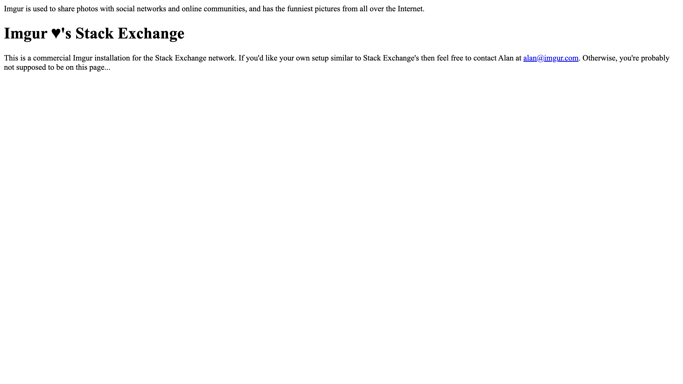 Imgur is used to share photos with social networks and online communities, and has the funniest pictures from all over the Internet.
Imgur ♥'s Stack Exchange
This is a commercial Imgur installation for the Stack Exchange network. If you'd like your own setup similar to Stack Exchange's then feel free to contact Alan at alan@imgur.com. Otherwise, you're probably
not supposed to be on this page...